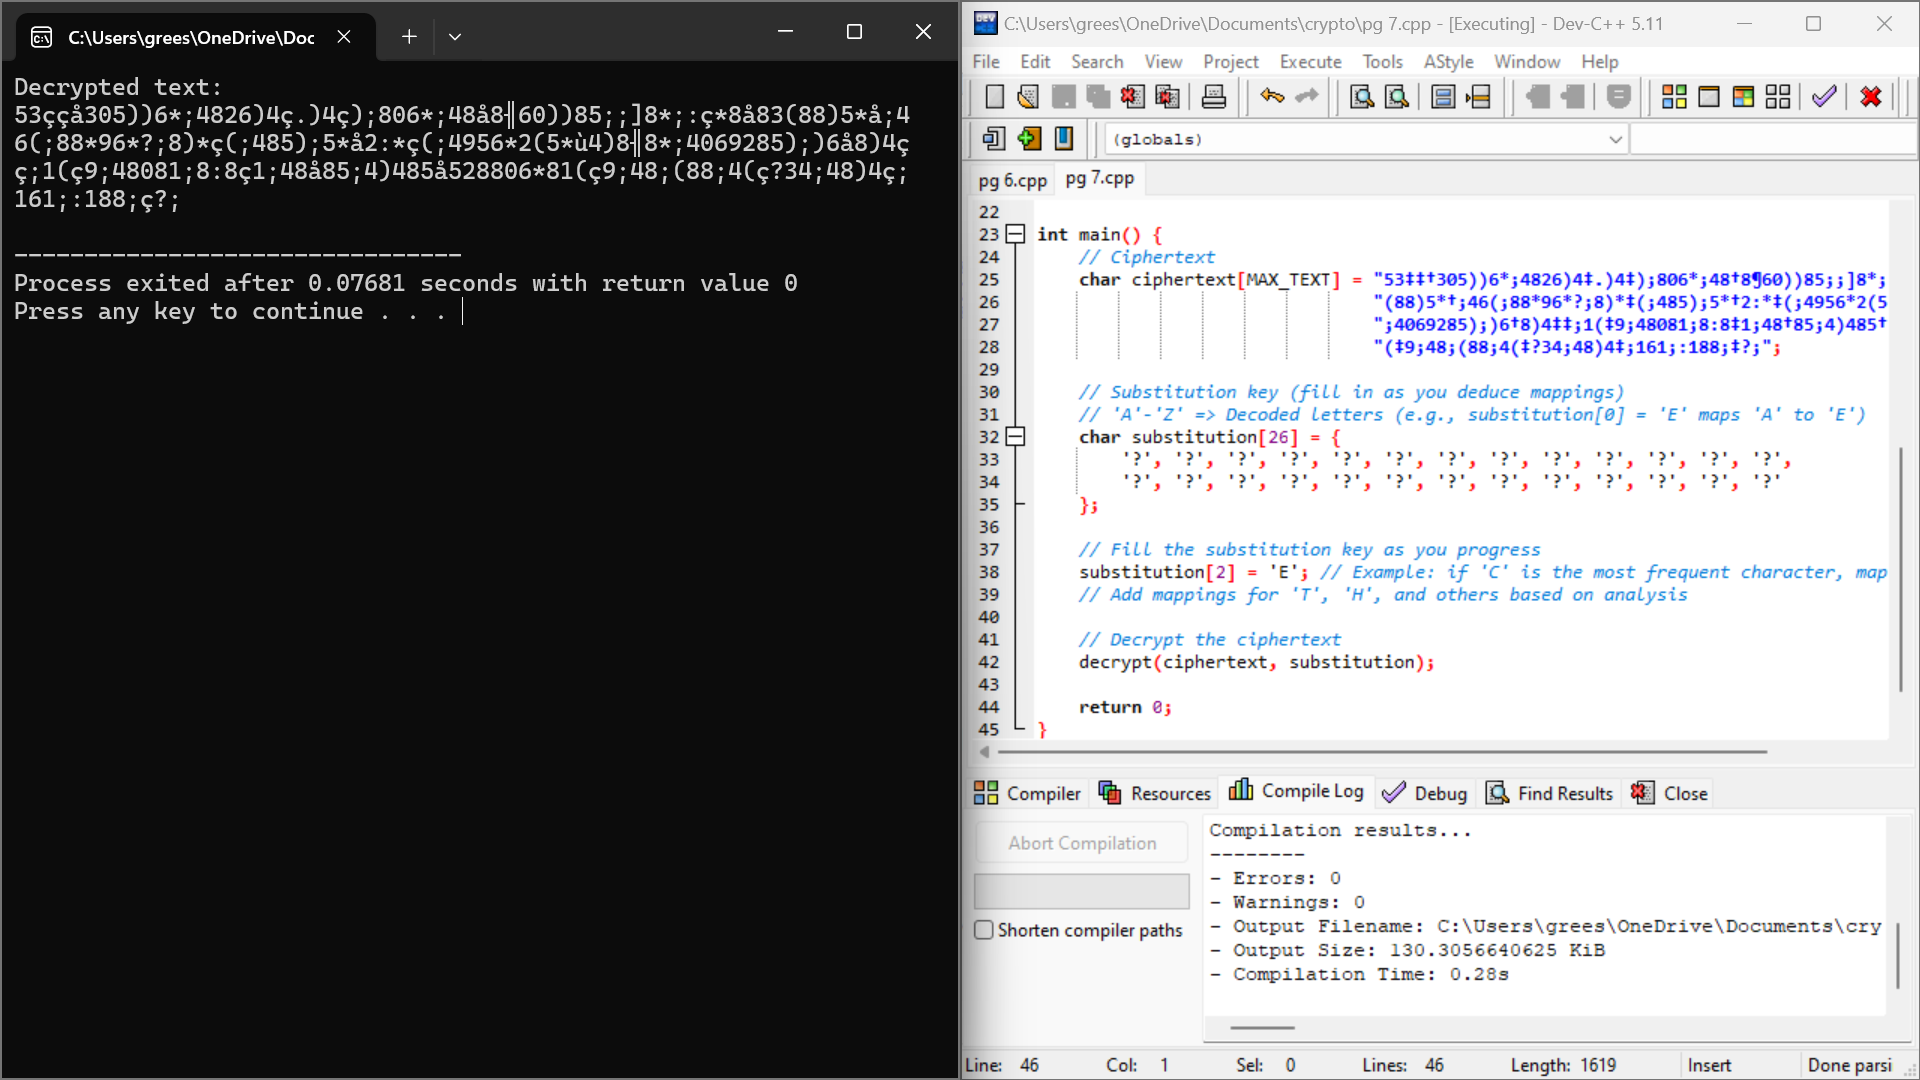 C:\Users\grees\OneDrive\Doc
Decrypted text:
53ççå305))6*;4826)4ç.)4ç);806*;48å8╢60))85;;]8*;:ç*8å83(88)5*å;4
6(;88*96*?;8)*ç(;485);5*å2:*ç(;4956*2(5*ù4)8╢8*;4069285);)6å8)4ç
ç;1(ç9;48081;8:8ç1;48å85;4)485å528806*81(ç9;48;(88;4(ç?34;48)4ç;
161;:188;ç?;
--------------------------------
Process exited after 0.07681 seconds with return value 0
Press any key to continue . . .
C:\Users\grees\OneDrive\Documents\crypto\pg 7.cpp - [Executing] - Dev-C++ 5.11
File Edit Search View Project Execute Tools AStyle Window Help
(globals)
pg 6.cpp pg 7.cpp
22
23 int main() {
24 // Ciphertext
25 char ciphertext[MAX_TEXT] = "53‡‡†305))6*;4826)4‡.)4‡);806*;48†8¶60))85;;]8*;
26 "(88)5*†;46(;88*96*?;8)*‡(;485);5*†2:*‡(;4956*2(5
27 ";4069285);)6†8)4‡‡;1(‡9;48081;8:8‡1;48†85;4)485†
28 "(‡9;48;(88;4(‡?34;48)4‡;161;:188;‡?;";
29
30 // Substitution key (fill in as you deduce mappings)
31 // 'A'-'Z' => Decoded letters (e.g., substitution[0] = 'E' maps 'A' to 'E')
32 char substitution[26] = {
33 '?', '?', '?', '?', '?', '?', '?', '?', '?', '?', '?', '?', '?',
34 '?', '?', '?', '?', '?', '?', '?', '?', '?', '?', '?', '?', '?'
35 };
36
37 // Fill the substitution key as you progress
38 substitution[2] = 'E'; // Example: if 'C' is the most frequent character, map
39 // Add mappings for 'T', 'H', and others based on analysis
40
41 // Decrypt the ciphertext
42 decrypt(ciphertext, substitution);
43
44 return 0;
45 }
Compiler Resources Compile Log Debug Find Results Close
Abort Compilation
Shorten compiler paths
Compilation results...
--------
- Errors: 0
- Warnings: 0
- Output Filename: C:\Users\grees\OneDrive\Documents\cry
- Output Size: 130.3056640625 KiB
- Compilation Time: 0.28s
Line: 46 Col: 1 Sel: 0 Lines: 46 Length: 1619 Insert Done parsi